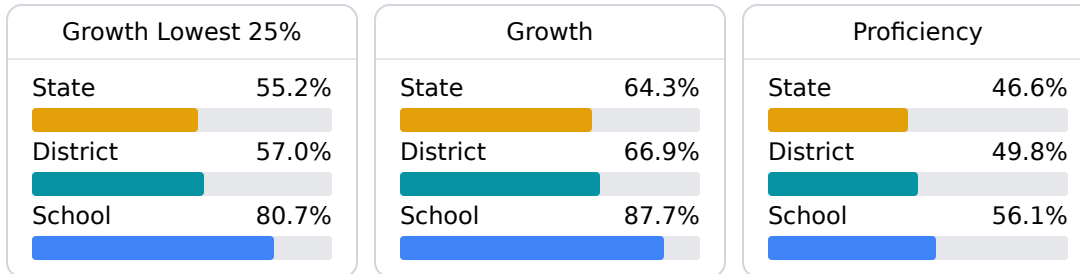 Growth Lowest 25%
State 55.2%
District 57.0%
School 80.7%
Growth
State 64.3%
District 66.9%
School 87.7%
Proficiency
State 46.6%
District 49.8%
School 56.1%